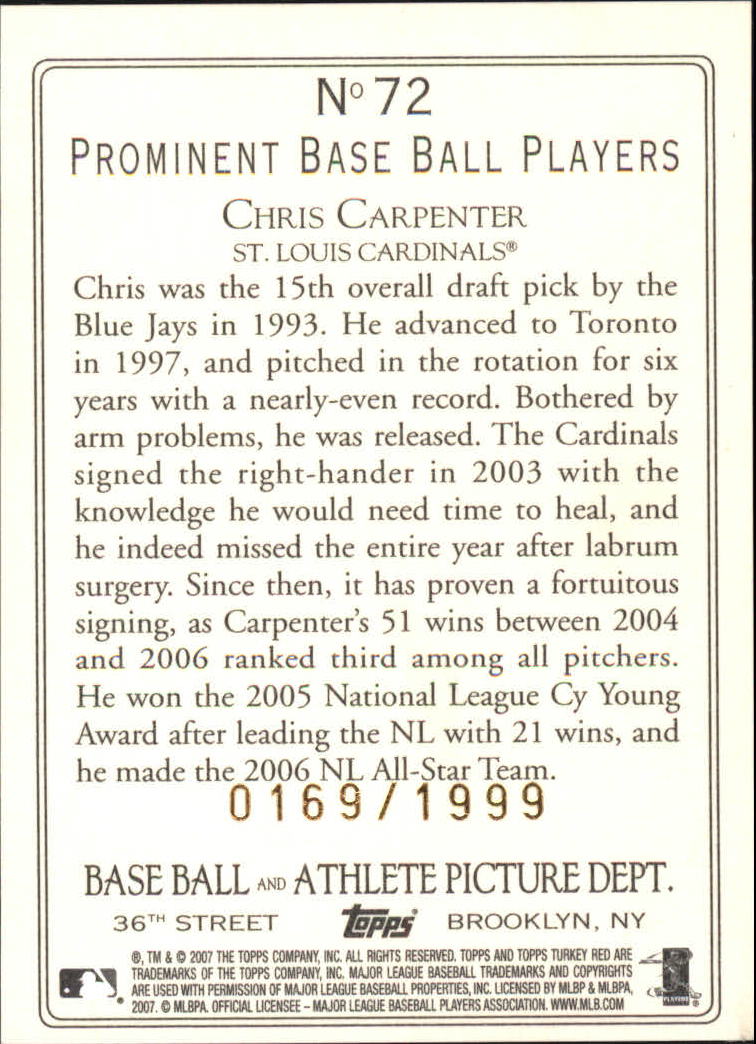 Nº 72
PROMINENT BASE BALL PLAYERS
CHRIS CARPENTER
ST. LOUIS CARDINALS®
Chris was the 15th overall draft pick by the
Blue Jays in 1993. He advanced to Toronto
in 1997, and pitched in the rotation for six
years with a nearly-even record. Bothered by
arm problems, he was released. The Cardinals
signed the right-hander in 2003 with the
knowledge he would need time to heal, and
he indeed missed the entire year after labrum
surgery. Since then, it has proven a fortuitous
signing, as Carpenter's 51 wins between 2004
and 2006 ranked third among all pitchers.
He won the 2005 National League Cy Young
Award after leading the NL with 21 wins, and
he made the 2006 NL All-Star Team.
0169/1999
BASE BALL AND ATHLETE PICTURE DEPT.
36TH STREET Topps® BROOKLYN, NY
®, TM & © 2007 THE TOPPS COMPANY, INC. ALL RIGHTS RESERVED. TOPPS AND TOPPS TURKEY RED ARE
TRADEMARKS OF THE TOPPS COMPANY, INC. MAJOR LEAGUE BASEBALL TRADEMARKS AND COPYRIGHTS
ARE USED WITH PERMISSION OF MAJOR LEAGUE BASEBALL PROPERTIES, INC. LICENSED BY MLBP & MLBPA,
2007. © MLBPA. OFFICIAL LICENSEE – MAJOR LEAGUE BASEBALL PLAYERS ASSOCIATION. WWW.MLB.COM
PLAYERS